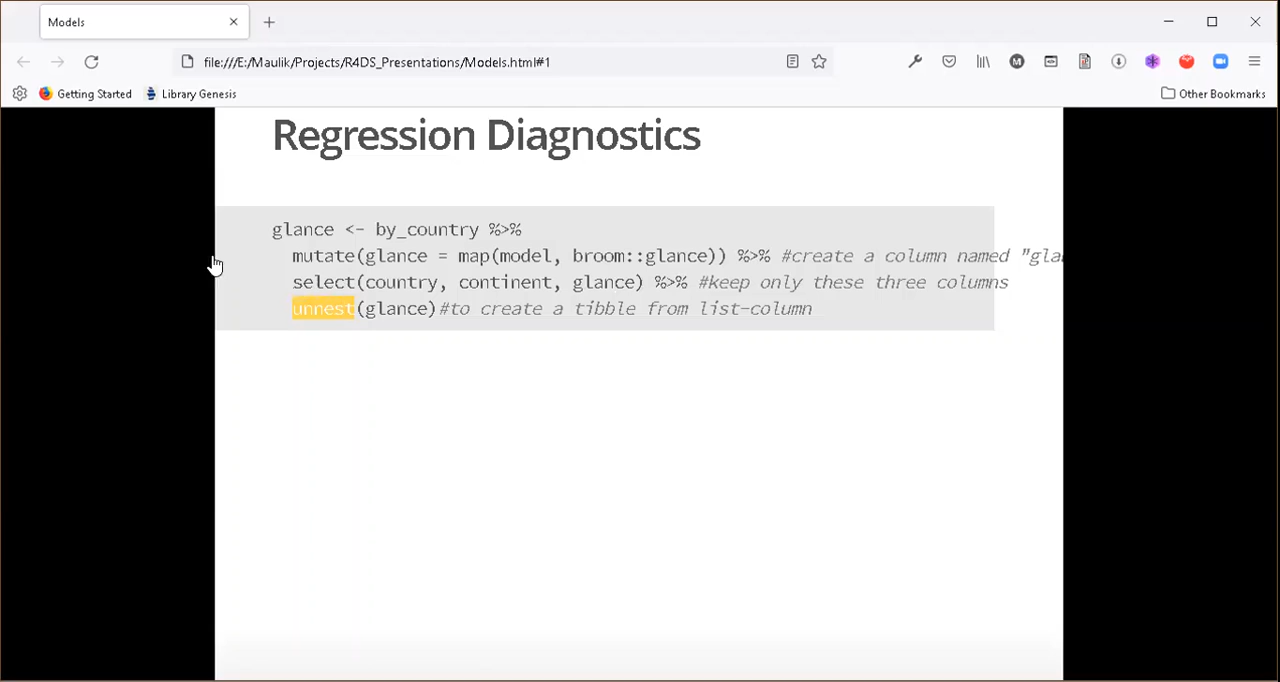 Models
file:///E:/Maulik/Projects/R4DS_Presentations/Models.html#1
Getting Started
Library Genesis
Other Bookmarks
Regression Diagnostics
glance <- by_country %>%
mutate(glance = map(model, broom::glance)) %>% #create a column named "gla
select(country, continent, glance) %>% #keep only these three columns
unnest(glance)#to create a tibble from list-column